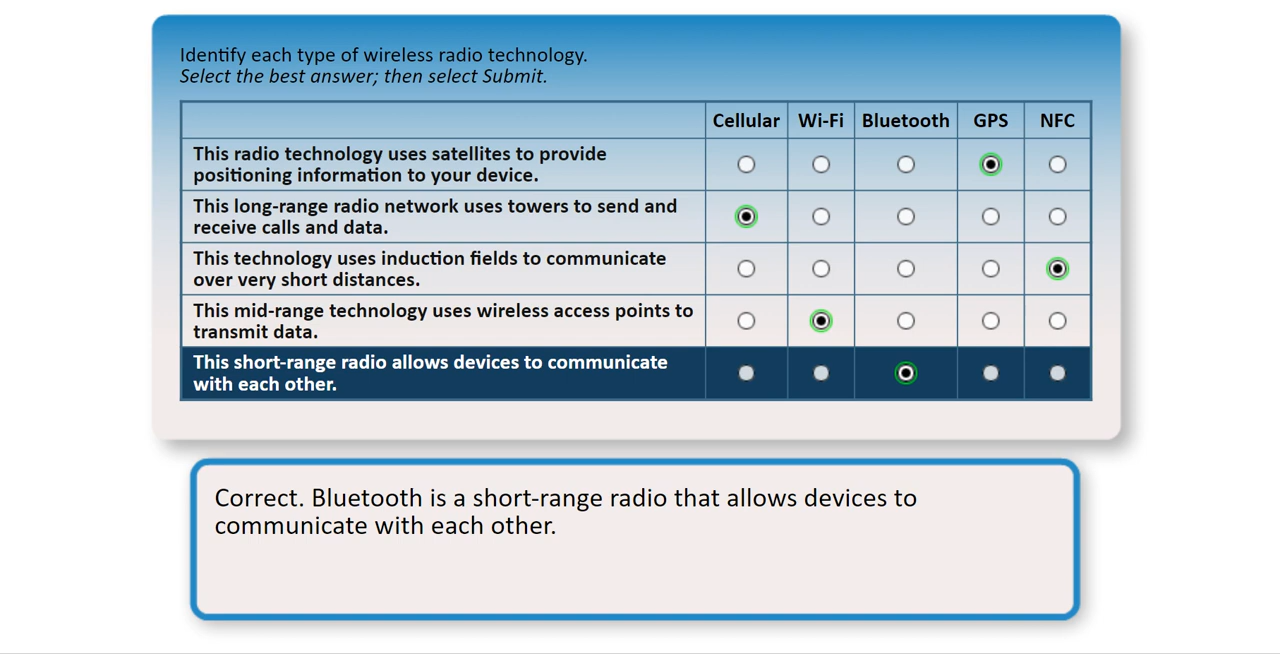 Identify each type of wireless radio technology.
Select the best answer; then select Submit.
Cellular Wi-Fi Bluetooth GPS NFC
This radio technology uses satellites to provide
positioning information to your device.
This long-range radio network uses towers to send and
receive calls and data.
This technology uses induction fields to communicate
over very short distances.
This mid-range technology uses wireless access points to
transmit data.
This short-range radio allows devices to communicate
with each other.
Correct. Bluetooth is a short-range radio that allows devices to
communicate with each other.